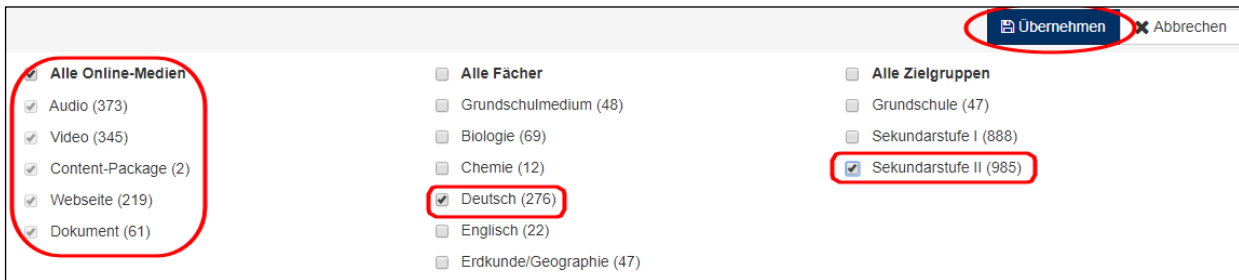 Übernehmen
Abbrechen
Alle Online-Medien
Audio (373)
Video (345)
Content-Package (2)
Webseite (219)
Dokument (61)
Alle Fächer
Grundschulmedium (48)
Biologie (69)
Chemie (12)
Deutsch (276)
Englisch (22)
Erdkunde/Geographie (47)
Alle Zielgruppen
Grundschule (47)
Sekundarstufe I (888)
Sekundarstufe II (985)